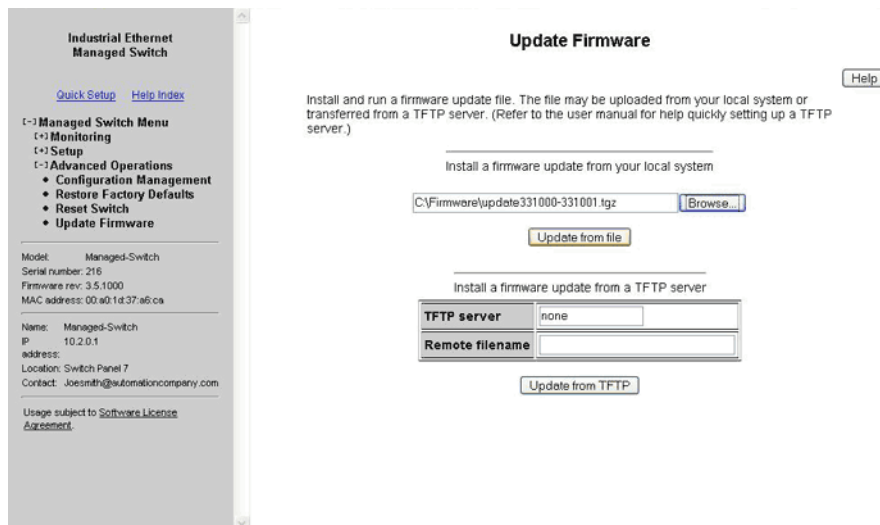 Industrial Ethernet
Managed Switch
Quick Setup Help Index
[-] Managed Switch Menu
[+] Monitoring
[+] Setup
[-] Advanced Operations
Configuration Management
Restore Factory Defaults
Reset Switch
Update Firmware
Model: Managed-Switch
Serial number: 216
Firmware rev: 3.5.1000
MAC address: 00:a0:1d:37:a6:ca
Name: Managed-Switch
IP address: 10.2.0.1
Location: Switch Panel 7
Contact: Joesmith@automationcompany.com
Usage subject to Software License
Agreement.
Update Firmware
Help
Install and run a firmware update file. The file may be uploaded from your local system or
transferred from a TFTP server. (Refer to the user manual for help quickly setting up a TFTP
server.)
Install a firmware update from your local system
C:\Firmware\update331000-331001.tgz Browse...
Update from file
Install a firmware update from a TFTP server
TFTP server none
Remote filename
Update from TFTP